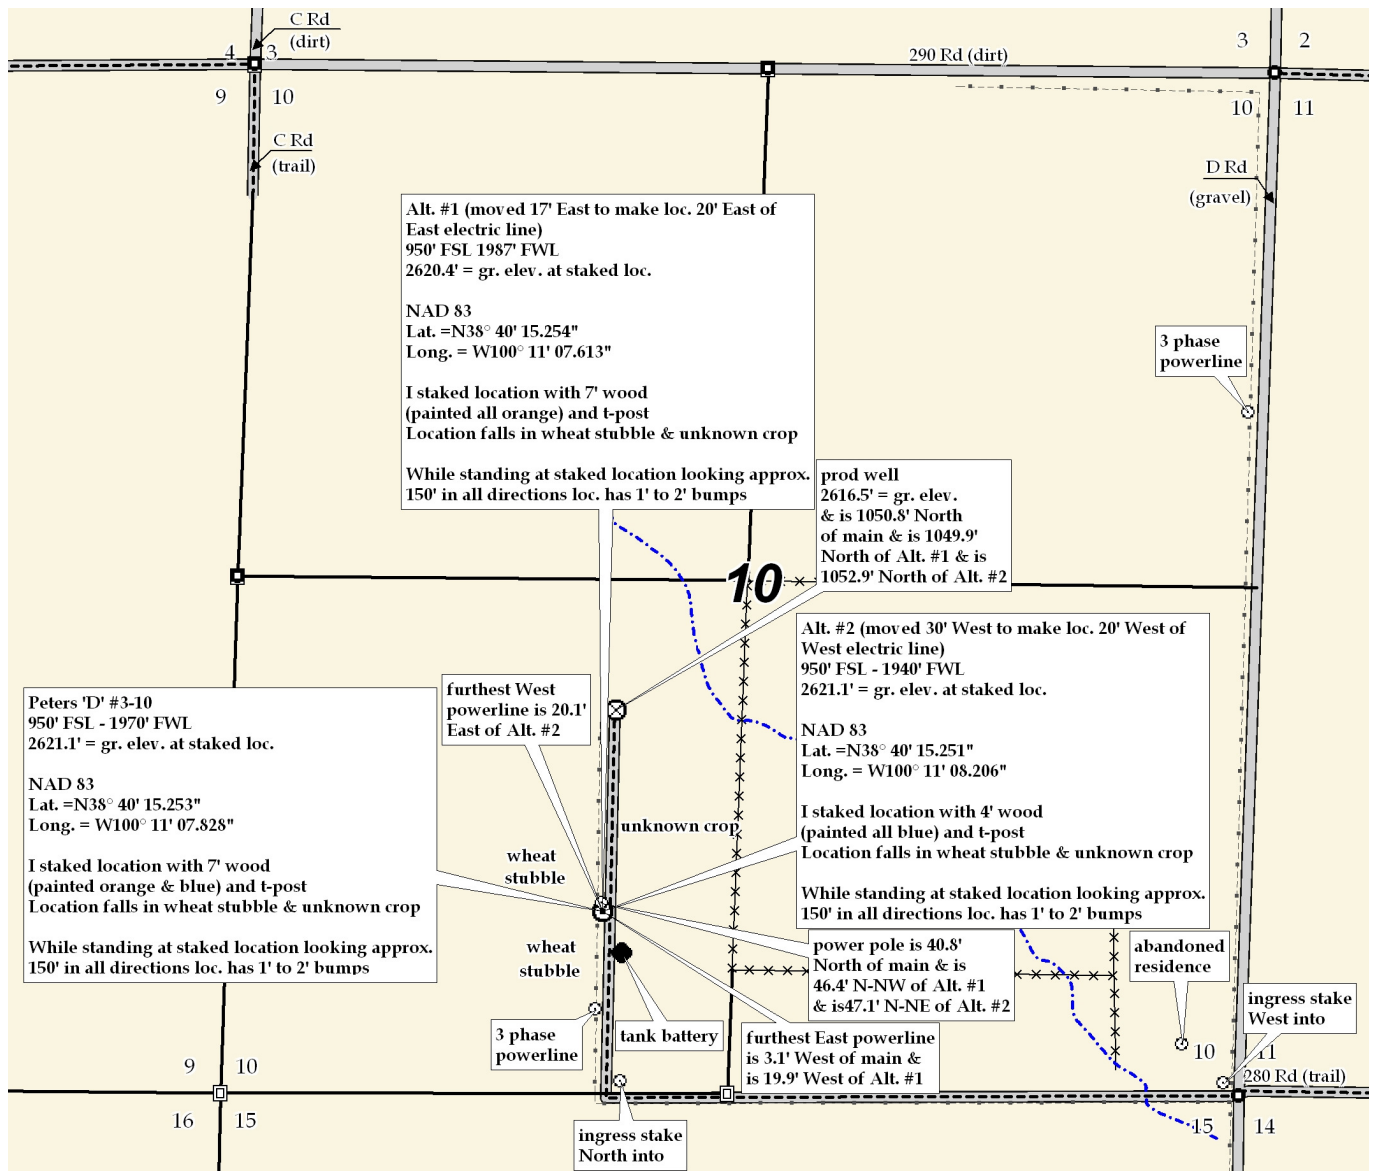 C Rd
(dirt)
4
3
290 Rd (dirt)
3
2
9
10
10
11
C Rd
(trail)
D Rd
(gravel)
Alt. #1 (moved 17' East to make loc. 20' East of
East electric line)
950' FSL 1987' FWL
2620.4' = gr. elev. at staked loc.
NAD 83
Lat. =N38° 40' 15.254"
Long. = W100° 11' 07.613"
I staked location with 7' wood
(painted all orange) and t-post
Location falls in wheat stubble & unknown crop
While standing at staked location looking approx.
150' in all directions loc. has 1' to 2' bumps
3 phase
powerline
prod well
2616.5' = gr. elev.
& is 1050.8' North
of main & is 1049.9'
North of Alt. #1 & is
1052.9' North of Alt. #2
10
Alt. #2 (moved 30' West to make loc. 20' West of
West electric line)
950' FSL - 1940' FWL
2621.1' = gr. elev. at staked loc.
NAD 83
Lat. =N38° 40' 15.251"
Long. = W100° 11' 08.206"
I staked location with 4' wood
(painted all blue) and t-post
Location falls in wheat stubble & unknown crop
While standing at staked location looking approx.
150' in all directions loc. has 1' to 2' bumps
furthest West
powerline is 20.1'
East of Alt. #2
Peters 'D' #3-10
950' FSL - 1970' FWL
2621.1' = gr. elev. at staked loc.
NAD 83
Lat. =N38° 40' 15.253"
Long. = W100° 11' 07.828"
I staked location with 7' wood
(painted orange & blue) and t-post
Location falls in wheat stubble & unknown crop
While standing at staked location looking approx.
150' in all directions loc. has 1' to 2' bumps
unknown crop
wheat
stubble
wheat
stubble
power pole is 40.8'
North of main & is
46.4' N-NW of Alt. #1
& is47.1' N-NE of Alt. #2
abandoned
residence
ingress stake
West into
3 phase
powerline
tank battery
furthest East powerline
is 3.1' West of main &
is 19.9' West of Alt. #1
9
10
10
11
280 Rd (trail)
16
15
15
14
ingress stake
North into